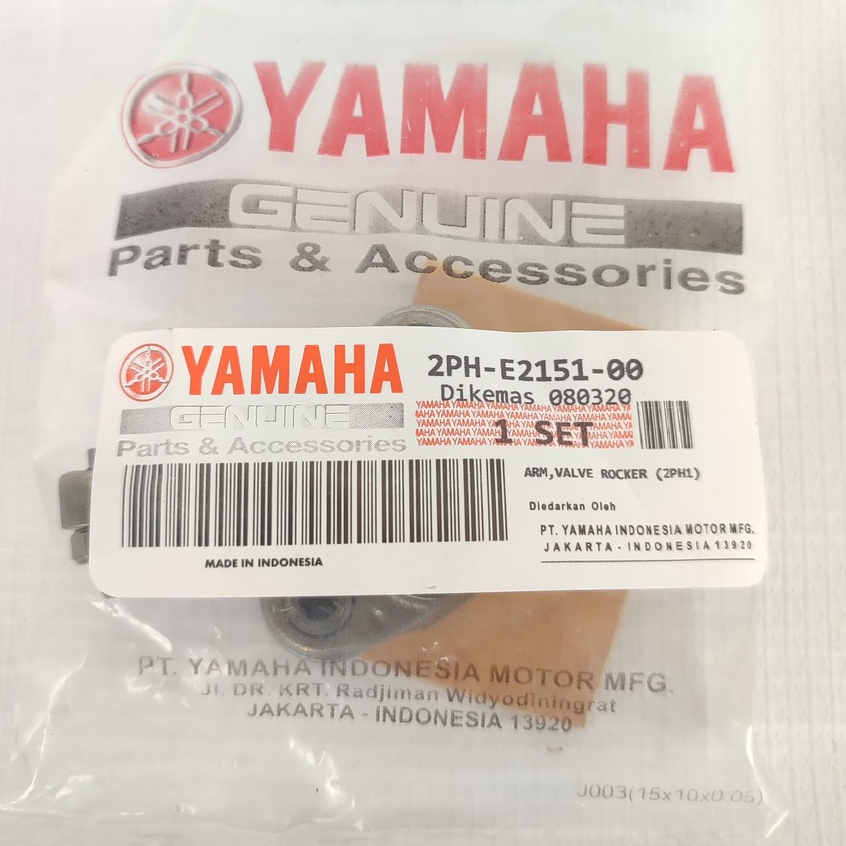 YAMAHA
GENUINE
Parts & Accessories
YAMAHA
GENUINE
Parts & Accessories
2PH-E2151-00
Dikemas 080320
1 SET
ARM,VALVE ROCKER (2PH1)
Diedarkan Oleh
PT. YAMAHA INDONESIA MOTOR MFG.
JAKARTA - INDONESIA 13920
MADE IN INDONESIA
PT. YAMAHA INDONESIA MOTOR MFG.
Jl. DR. KRT. Radjiman Widyodiningrat
JAKARTA - INDONESIA 13920
J003(15x10x0.05)